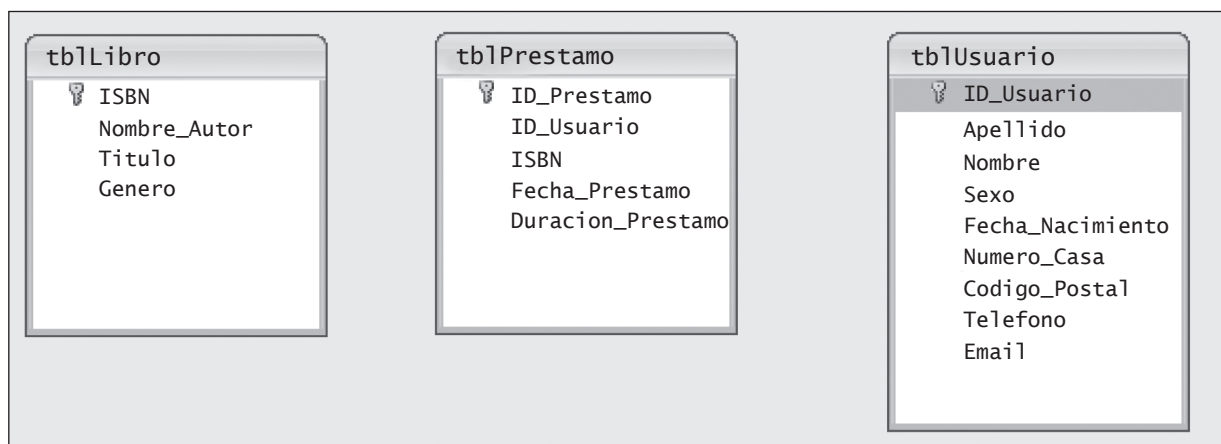 tblLibro
ISBN
Nombre_Autor
Titulo
Genero
tblPrestamo
ID_Prestamo
ID_Usuario
ISBN
Fecha_Prestamo
Duracion_Prestamo
tblUsuario
ID_Usuario
Apellido
Nombre
Sexo
Fecha_Nacimiento
Numero_Casa
Codigo_Postal
Telefono
Email